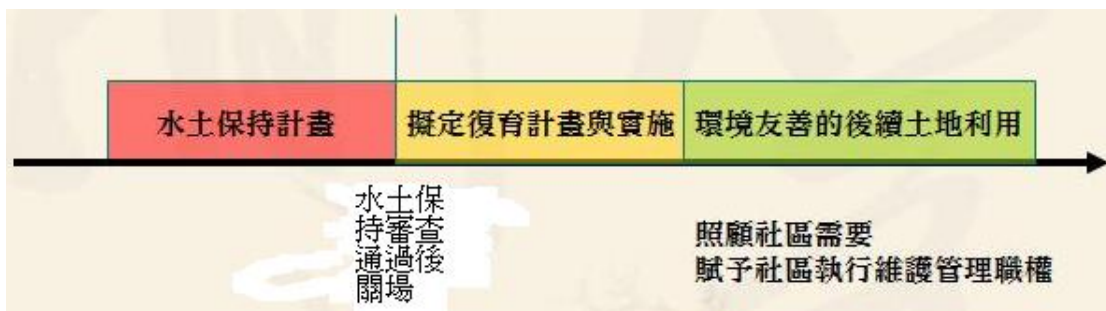 水土保持計畫
擬定復育計畫與實施
環境友善的後續土地利用
水土保
持審查
通過後
關場
照顧社區需要
賦予社區執行維護管理職權